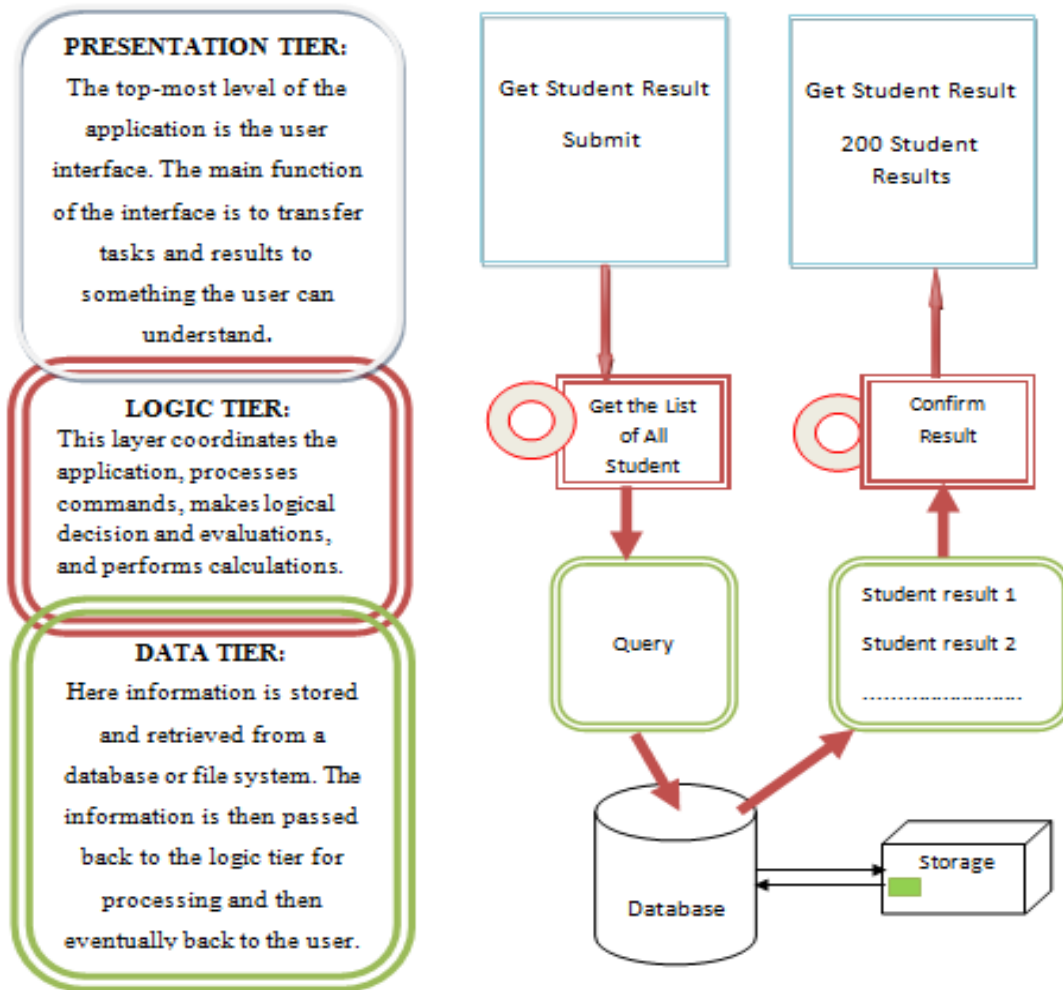 PRESENTATION TIER:
The top-most level of the
application is the user
interface. The main function
of the interface is to transfer
tasks and results to
something the user can
understand.
LOGIC TIER:
This layer coordinates the
application, processes
commands, makes logical
decision and evaluations,
and performs calculations.
DATA TIER:
Here information is stored
and retrieved from a
database or file system. The
information is then passed
back to the logic tier for
processing and then
eventually back to the user.
Get Student Result
Submit
Get Student Result
200 Student
Results
Get the List
of All
Student
Confirm
Result
Query
Student result 1
Student result 2
..............................
Database
Storage